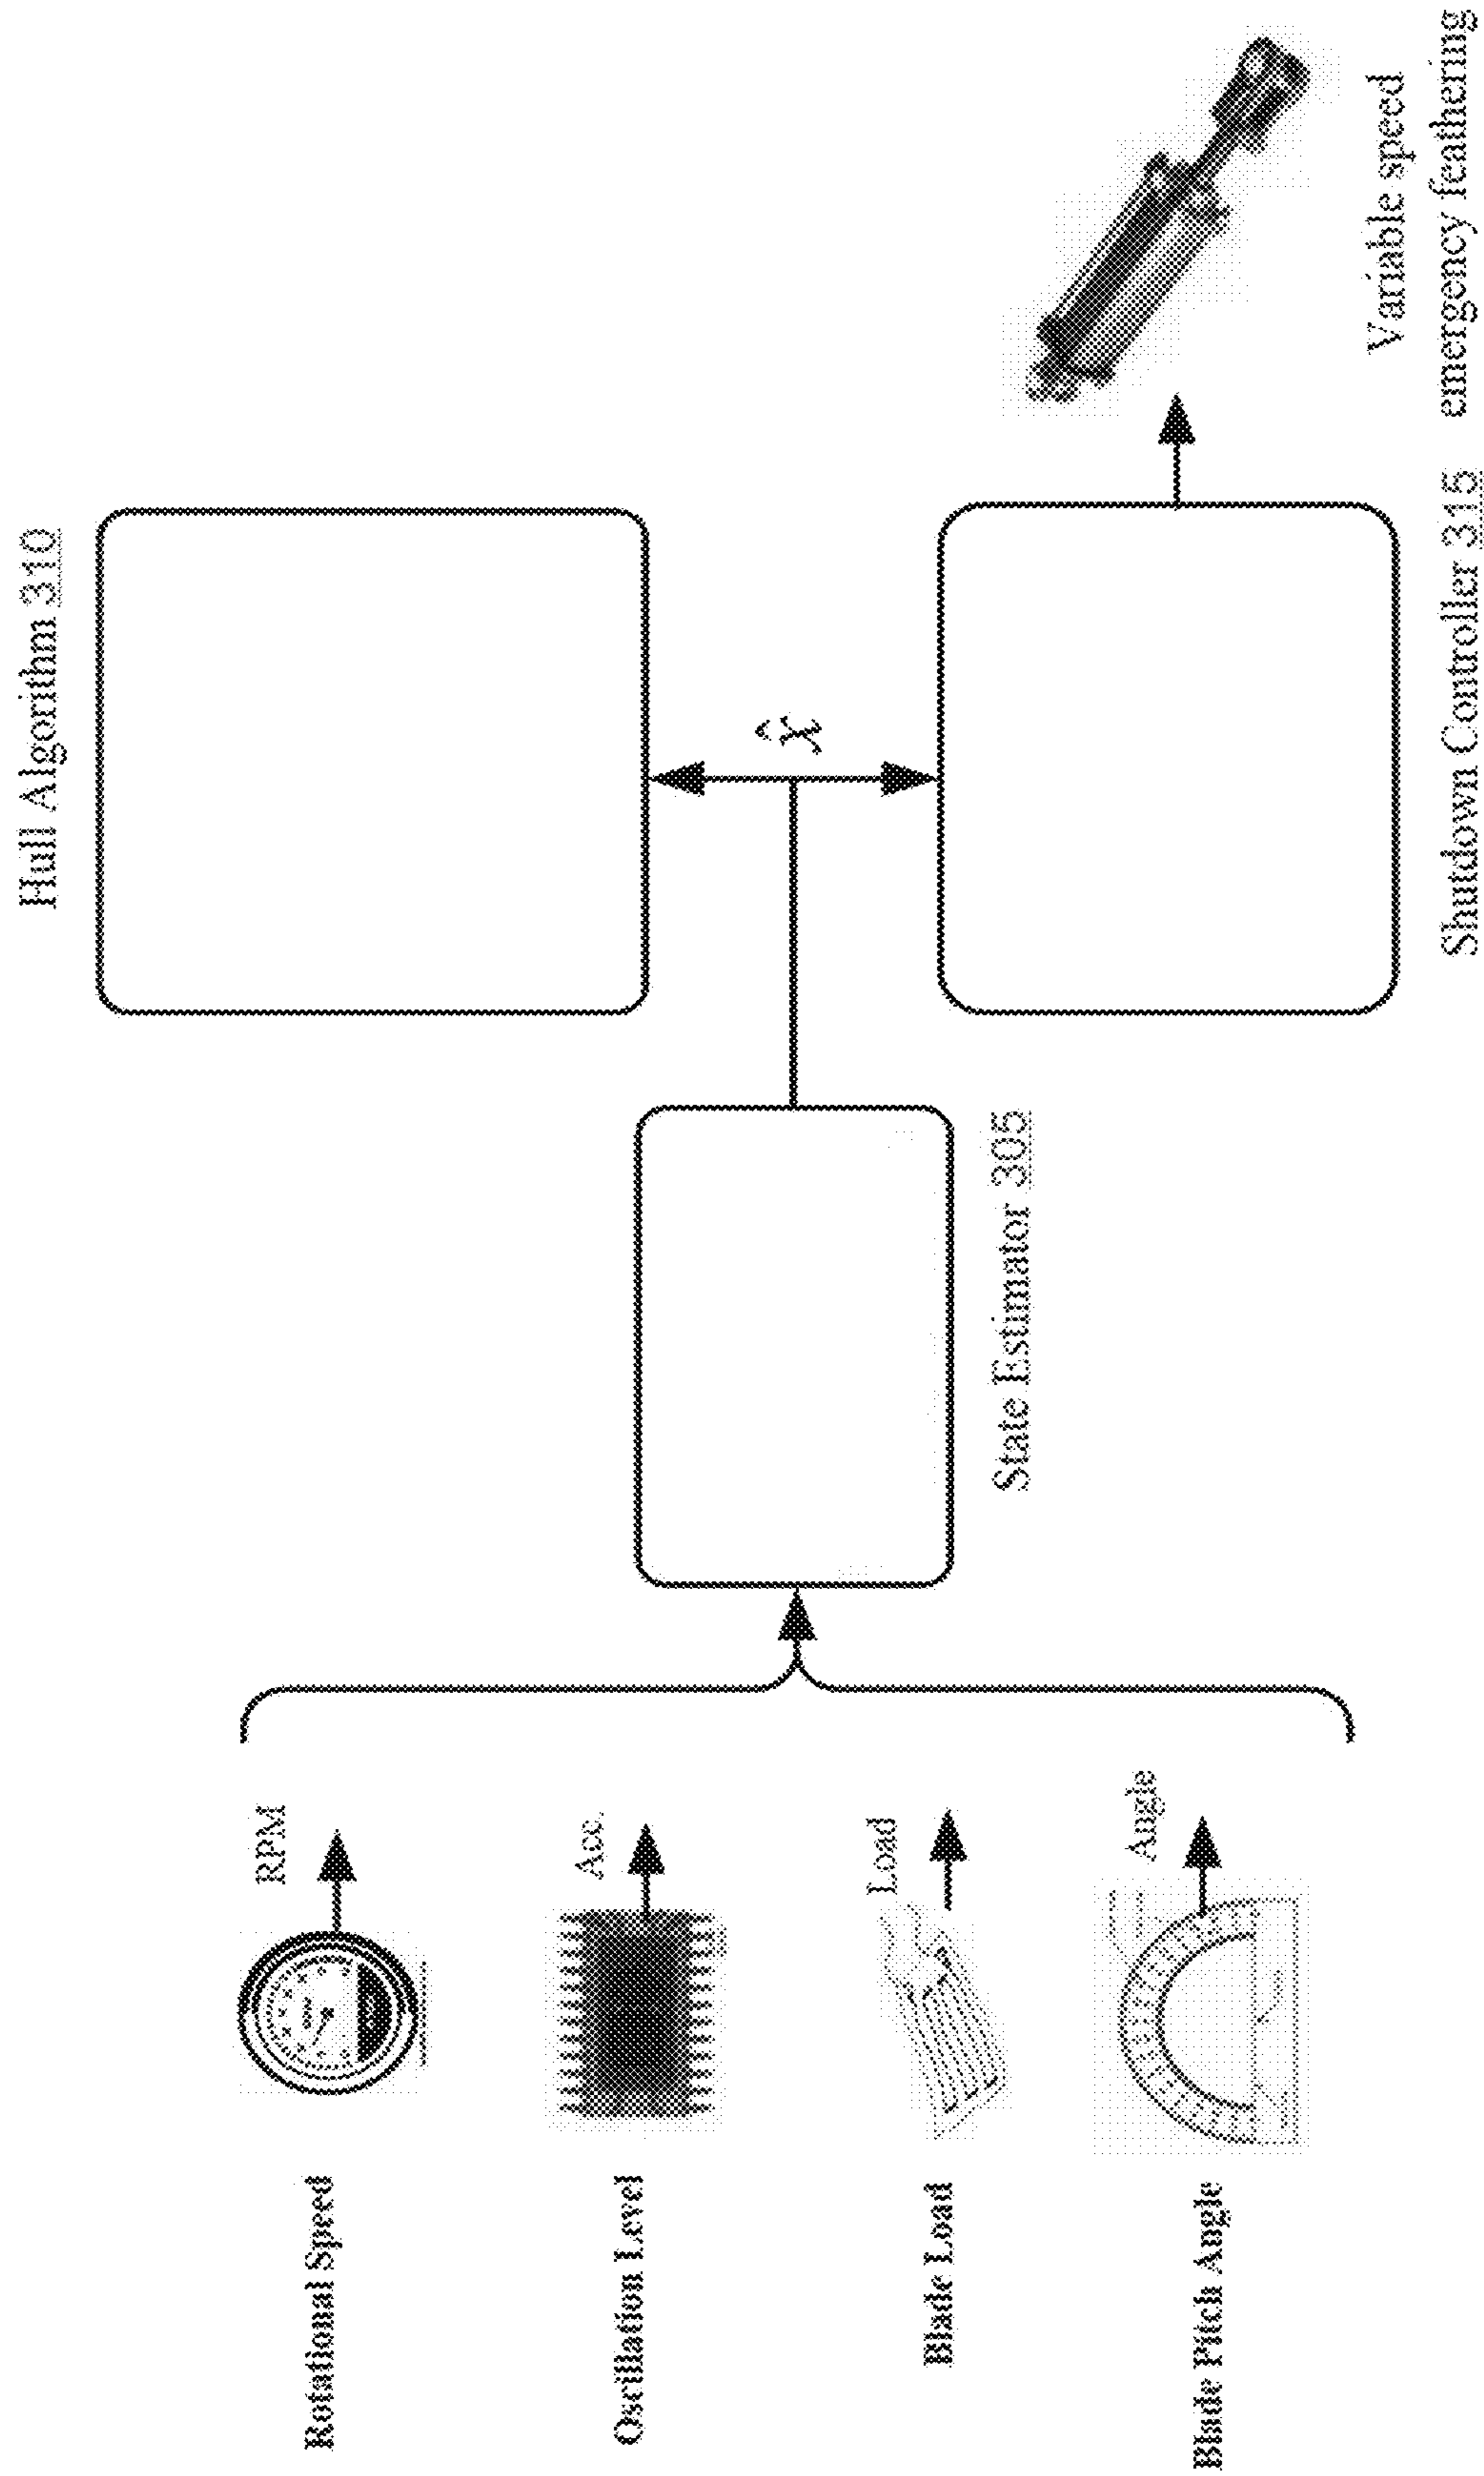 Rotational Speed
RPM
Oscillation Level
Acc.
Blade Load
Load
Blade Pitch Angle
Angle
State Estimator 305
Hull Algorithm 310
X̂
Shutdown Controller 315
Variable speed
emergency feathering